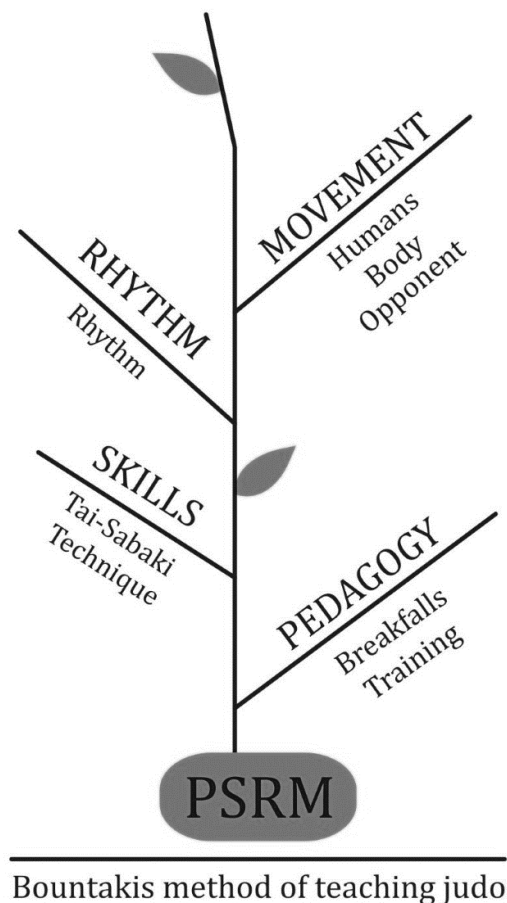 MOVEMENT
Humans
Body
Opponent
RHYTHM
Rhythm
SKILLS
Tai-Sabaki
Technique
PEDAGOGY
Breakfalls
Training
PSRM
Bountakis method of teaching judo